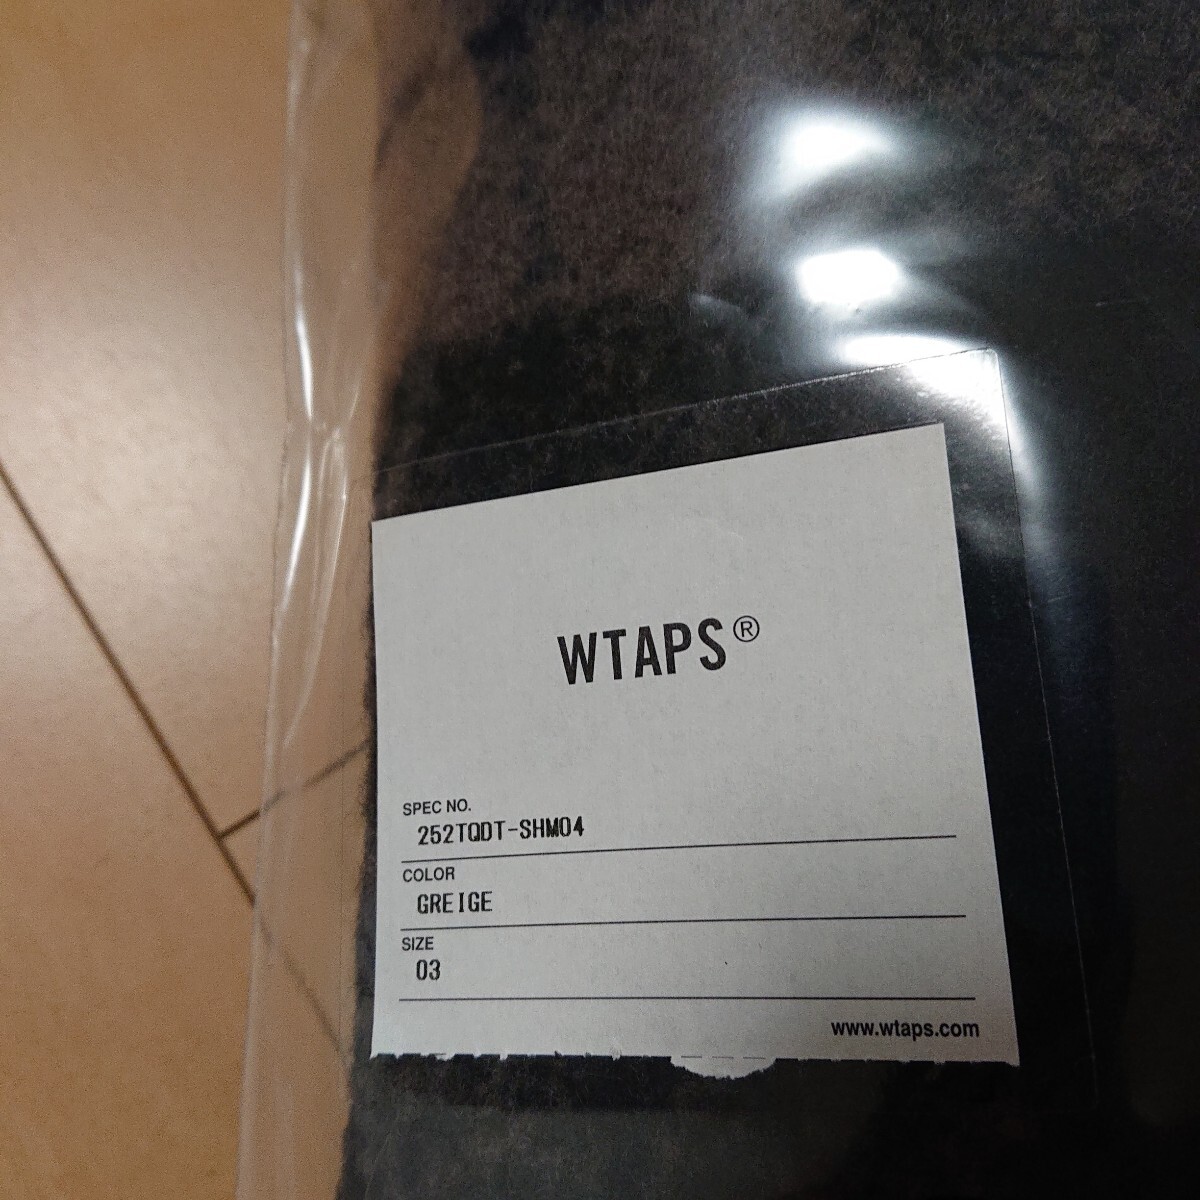 WTAPS®
SPEC NO.
252TQDT-SHM04
COLOR
GREIGE
SIZE
03
www.wtaps.com